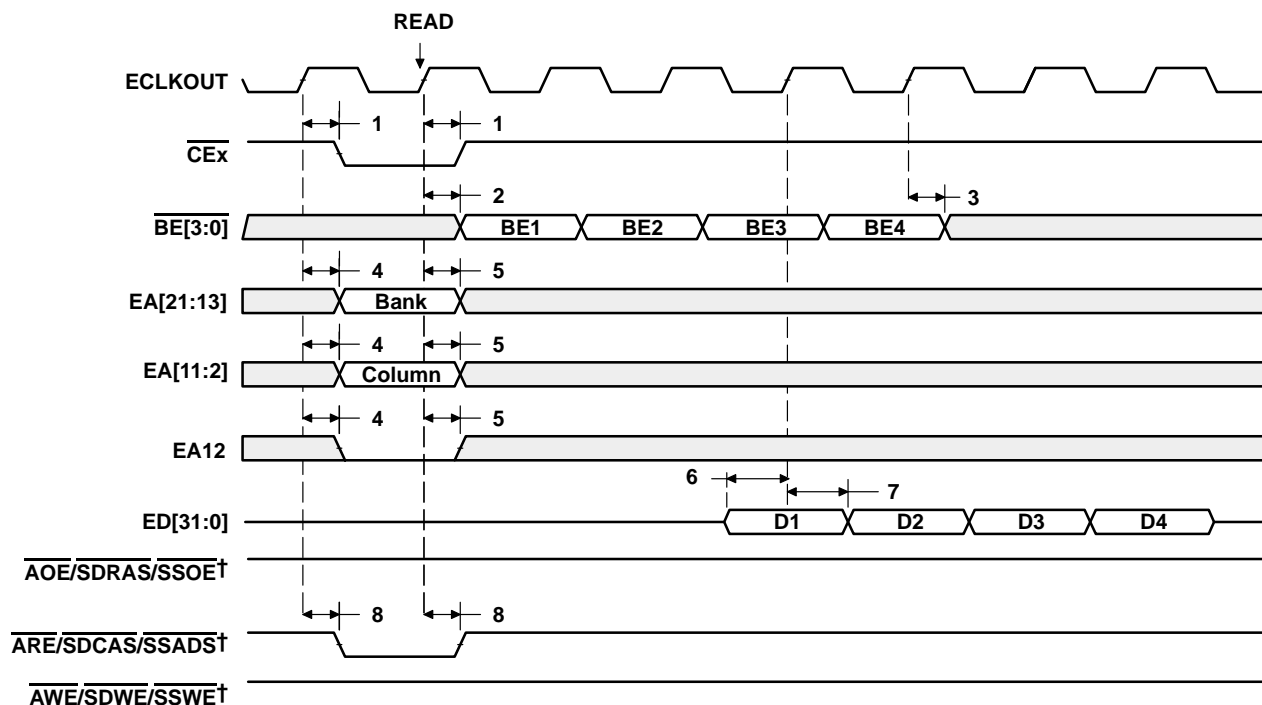 READ
ECLKOUT
1 1
CEx
2 3
BE[3:0] BE1 BE2 BE3 BE4
4 5
EA[21:13] Bank
4 5
EA[11:2] Column
4 5
EA12
6 7
ED[31:0] D1 D2 D3 D4
AOE/SDRAS/SSOE†
8 8
ARE/SDCAS/SSADS†
AWE/SDWE/SSWE†